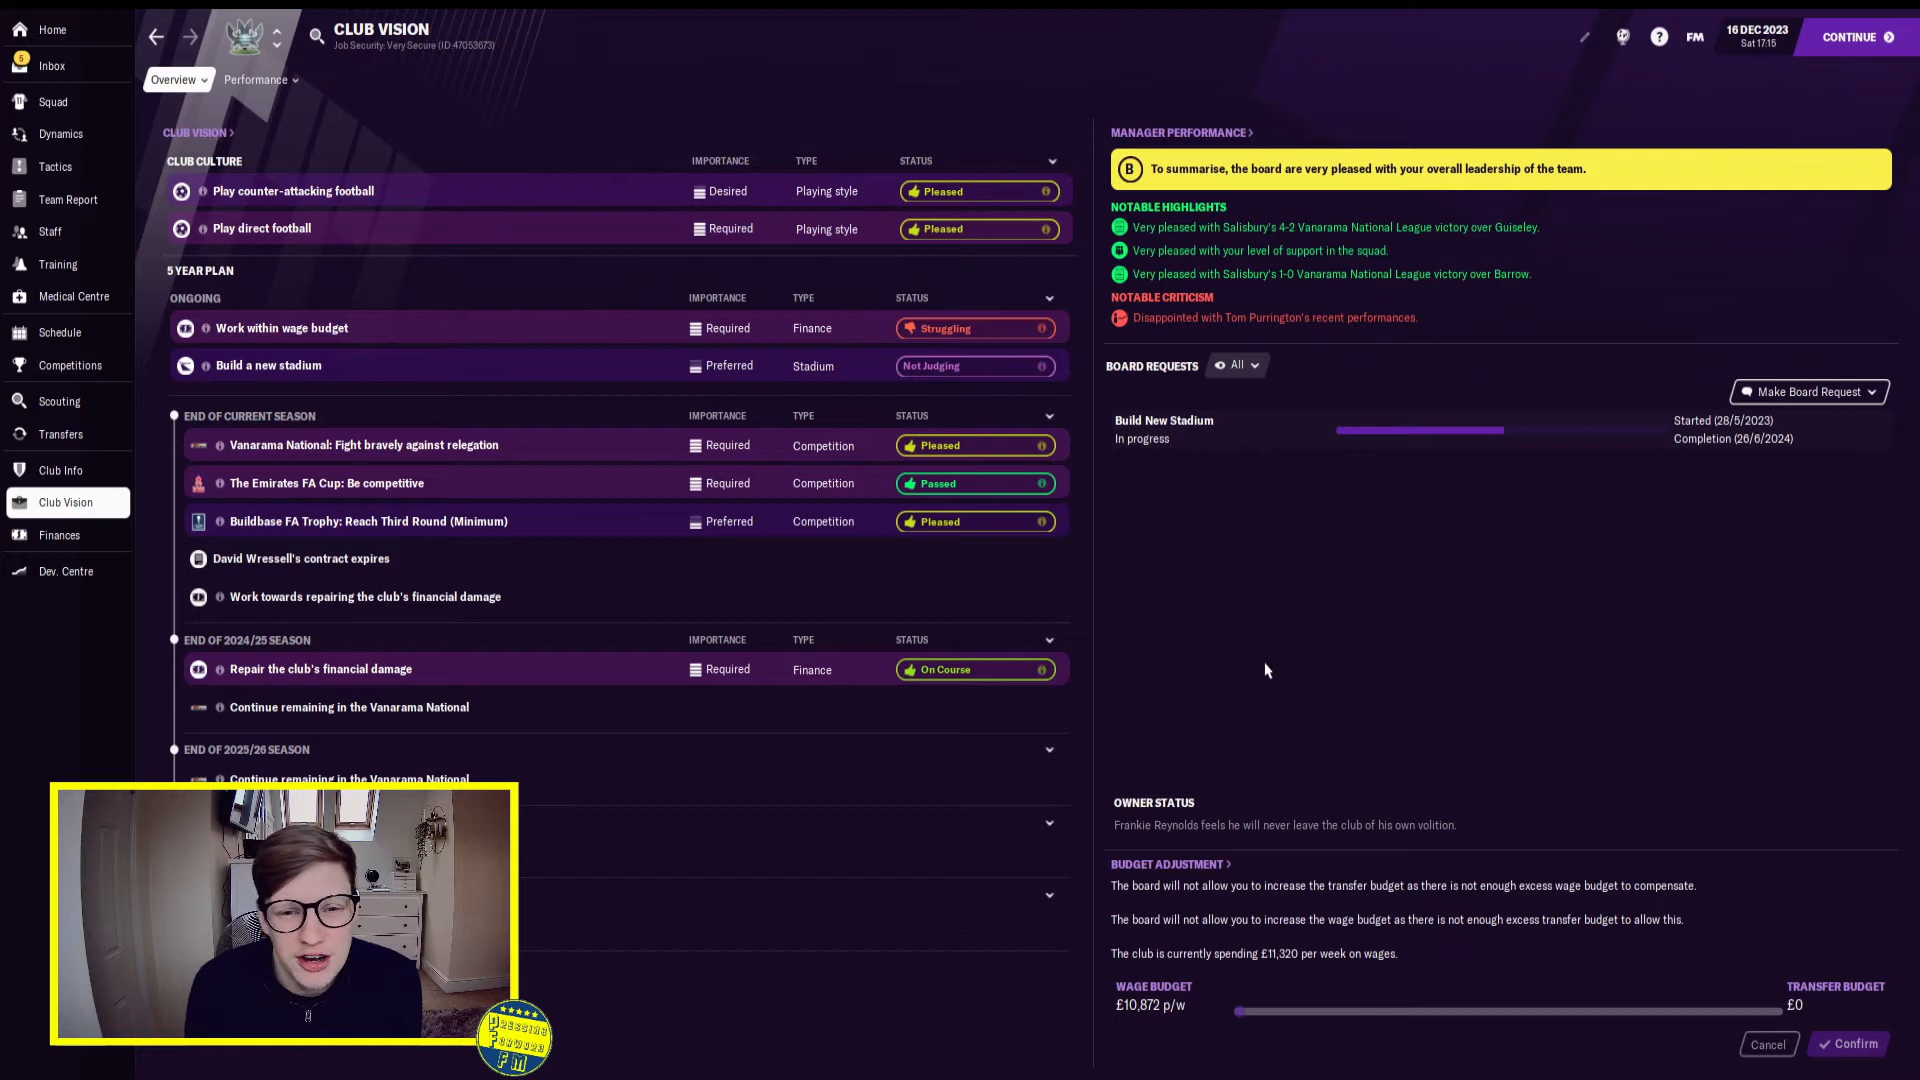 Home
5
Inbox
Squad
Dynamics
Tactics
Team Report
Staff
Training
Medical Centre
Schedule
Competitions
Scouting
Transfers
Club Info
Club Vision
Finances
Dev. Centre
CLUB VISION
Job Security: Very Secure (ID:47053673)
Overview
Performance
?
FM
16 DEC 2023
Sat 17:15
CONTINUE
CLUB VISION >
CLUB CULTURE IMPORTANCE TYPE STATUS
Play counter-attacking football Desired Playing style Pleased
Play direct football Required Playing style Pleased
5 YEAR PLAN
ONGOING IMPORTANCE TYPE STATUS
Work within wage budget Required Finance Struggling
Build a new stadium Preferred Stadium Not Judging
END OF CURRENT SEASON IMPORTANCE TYPE STATUS
Vanarama National: Fight bravely against relegation Required Competition Pleased
The Emirates FA Cup: Be competitive Required Competition Passed
Buildbase FA Trophy: Reach Third Round (Minimum) Preferred Competition Pleased
David Wressell's contract expires
Work towards repairing the club's financial damage
END OF 2024/25 SEASON IMPORTANCE TYPE STATUS
Repair the club's financial damage Required Finance On Course
Continue remaining in the Vanarama National
END OF 2025/26 SEASON
Continue remaining in the Vanarama National
PRESSING
FORWARD
FM
MANAGER PERFORMANCE >
B To summarise, the board are very pleased with your overall leadership of the team.
NOTABLE HIGHLIGHTS
Very pleased with Salisbury's 4-2 Vanarama National League victory over Guiseley.
Very pleased with your level of support in the squad.
Very pleased with Salisbury's 1-0 Vanarama National League victory over Barrow.
NOTABLE CRITICISM
Disappointed with Tom Purrington's recent performances.
BOARD REQUESTS All
Make Board Request
Build New Stadium Started (28/5/2023)
In progress Completion (26/6/2024)
OWNER STATUS
Frankie Reynolds feels he will never leave the club of his own volition.
BUDGET ADJUSTMENT >
The board will not allow you to increase the transfer budget as there is not enough excess wage budget to compensate.
The board will not allow you to increase the wage budget as there is not enough excess transfer budget to allow this.
The club is currently spending £11,320 per week on wages.
WAGE BUDGET TRANSFER BUDGET
£10,872 p/w £0
Cancel Confirm